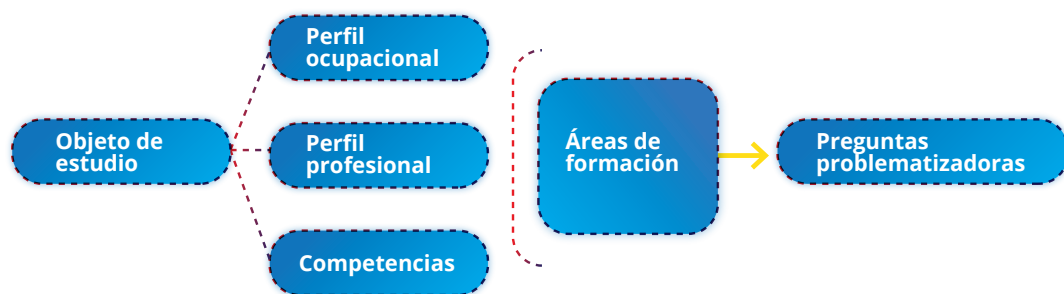 Objeto de
estudio
Perfil
ocupacional
Perfil
profesional
Competencias
Áreas de
formación
Preguntas
problematizadoras